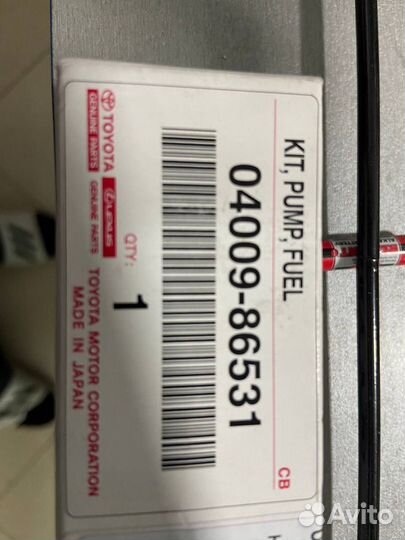 KIT, PUMP, FUEL
CB
04009-86531
QTY:
1
TOYOTA
GENUINE PARTS
LEXUS
GENUINE PARTS
TOYOTA MOTOR CORPORATION
MADE IN JAPAN
Avito